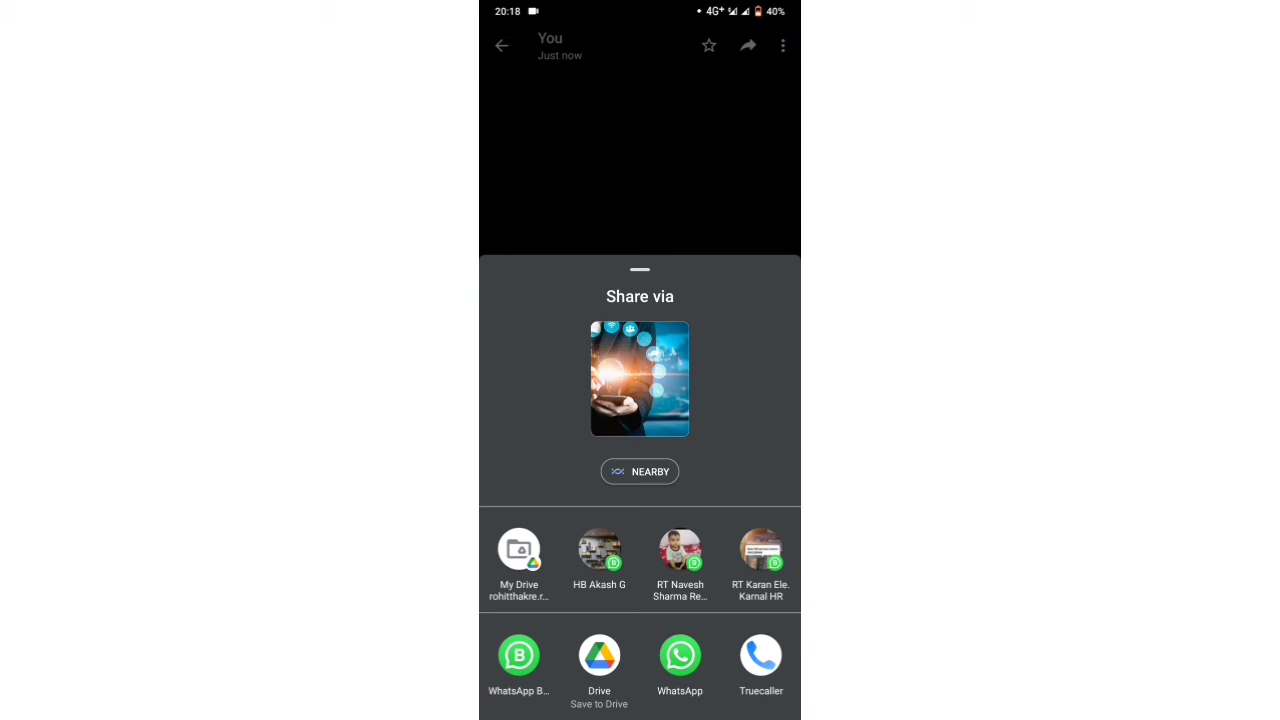 20:18 4G+ 40%
You
Just now
Share via
NEARBY
My Drive
rohitthakre.r...
HB Akash G
RT Navesh
Sharma Re...
RT Karan Ele.
Karnal HR
WhatsApp B...
Drive
Save to Drive
WhatsApp
Truecaller